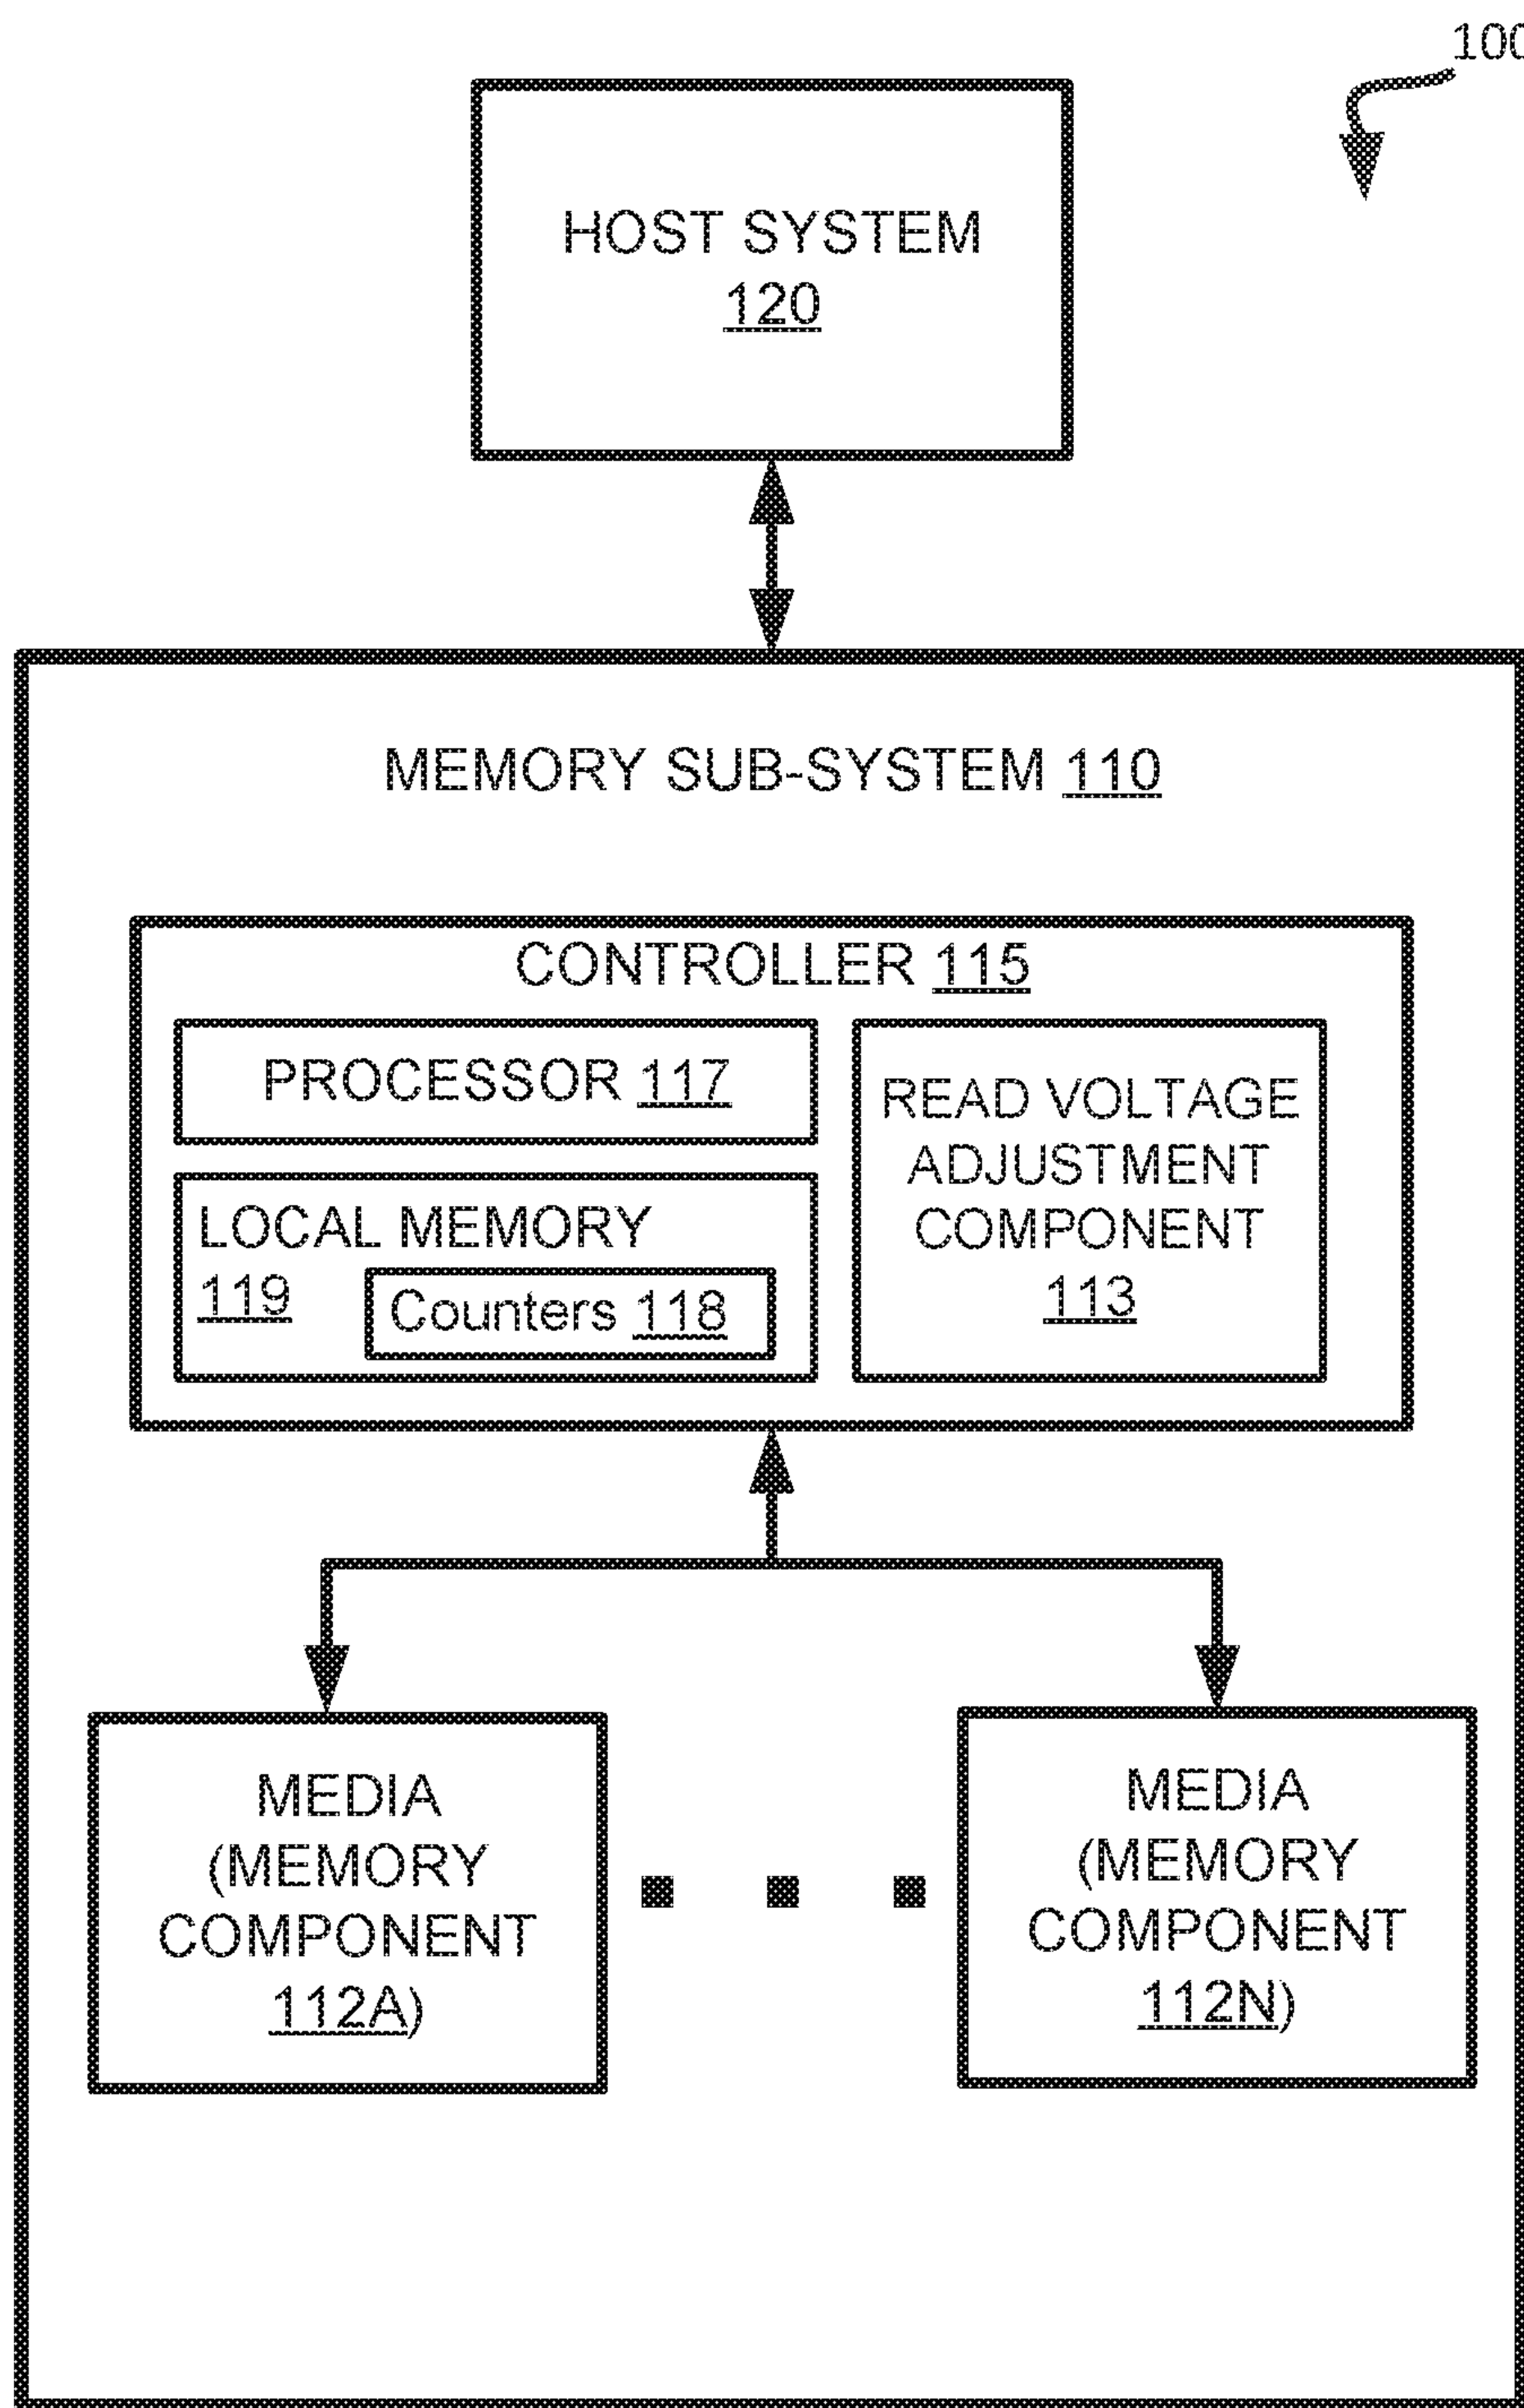 100
HOST SYSTEM
120
MEMORY SUB-SYSTEM 110
CONTROLLER 115
PROCESSOR 117
LOCAL MEMORY
119
Counters 118
READ VOLTAGE
ADJUSTMENT
COMPONENT
113
MEDIA
(MEMORY
COMPONENT
112A)
MEDIA
(MEMORY
COMPONENT
112N)